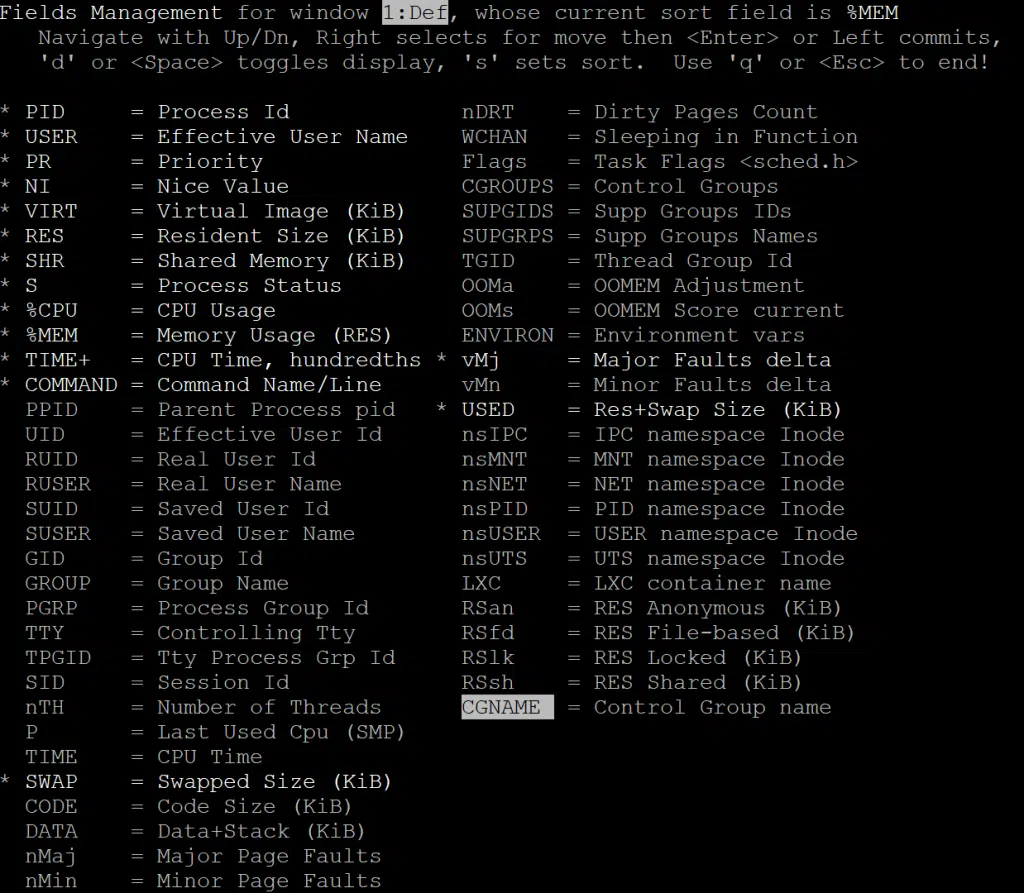 Fields Management for window 1:Def, whose current sort field is %MEM
   Navigate with Up/Dn, Right selects for move then <Enter> or Left commits,
   'd' or <Space> toggles display, 's' sets sort.  Use 'q' or <Esc> to end!

* PID     = Process Id             nDRT    = Dirty Pages Count
* USER    = Effective User Name    WCHAN   = Sleeping in Function
* PR      = Priority               Flags   = Task Flags <sched.h>
* NI      = Nice Value             CGROUPS = Control Groups
* VIRT    = Virtual Image (KiB)    SUPGIDS = Supp Groups IDs
* RES     = Resident Size (KiB)    SUPGRPS = Supp Groups Names
* SHR     = Shared Memory (KiB)    TGID    = Thread Group Id
* S       = Process Status         OOMa    = OOMEM Adjustment
* %CPU    = CPU Usage              OOMs    = OOMEM Score current
* %MEM    = Memory Usage (RES)     ENVIRON = Environment vars
* TIME+   = CPU Time, hundredths * vMj     = Major Faults delta
* COMMAND = Command Name/Line      vMn     = Minor Faults delta
  PPID    = Parent Process pid   * USED    = Res+Swap Size (KiB)
  UID     = Effective User Id      nsIPC   = IPC namespace Inode
  RUID    = Real User Id           nsMNT   = MNT namespace Inode
  RUSER   = Real User Name         nsNET   = NET namespace Inode
  SUID    = Saved User Id          nsPID   = PID namespace Inode
  SUSER   = Saved User Name        nsUSER  = USER namespace Inode
  GID     = Group Id               nsUTS   = UTS namespace Inode
  GROUP   = Group Name             LXC     = LXC container name
  PGRP    = Process Group Id       RSan    = RES Anonymous (KiB)
  TTY     = Controlling Tty        RSfd    = RES File-based (KiB)
  TPGID   = Tty Process Grp Id     RSlk    = RES Locked (KiB)
  SID     = Session Id             RSsh    = RES Shared (KiB)
  nTH     = Number of Threads      CGNAME  = Control Group name
  P       = Last Used Cpu (SMP)
  TIME    = CPU Time
* SWAP    = Swapped Size (KiB)
  CODE    = Code Size (KiB)
  DATA    = Data+Stack (KiB)
  nMaj    = Major Page Faults
  nMin    = Minor Page Faults